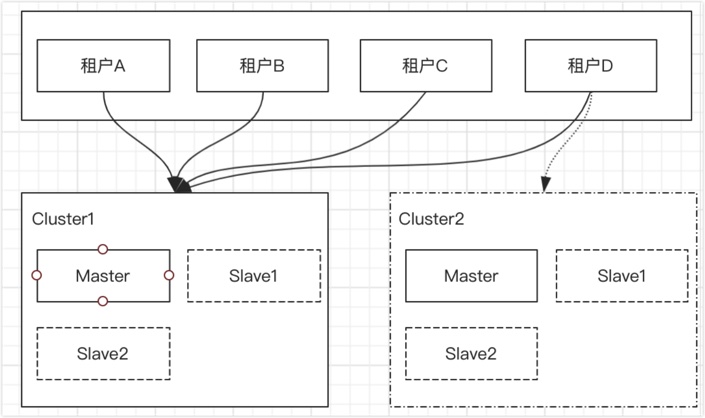 租户A
租户B
租户C
租户D
Cluster1
Master
Slave1
Slave2
Cluster2
Master
Slave1
Slave2